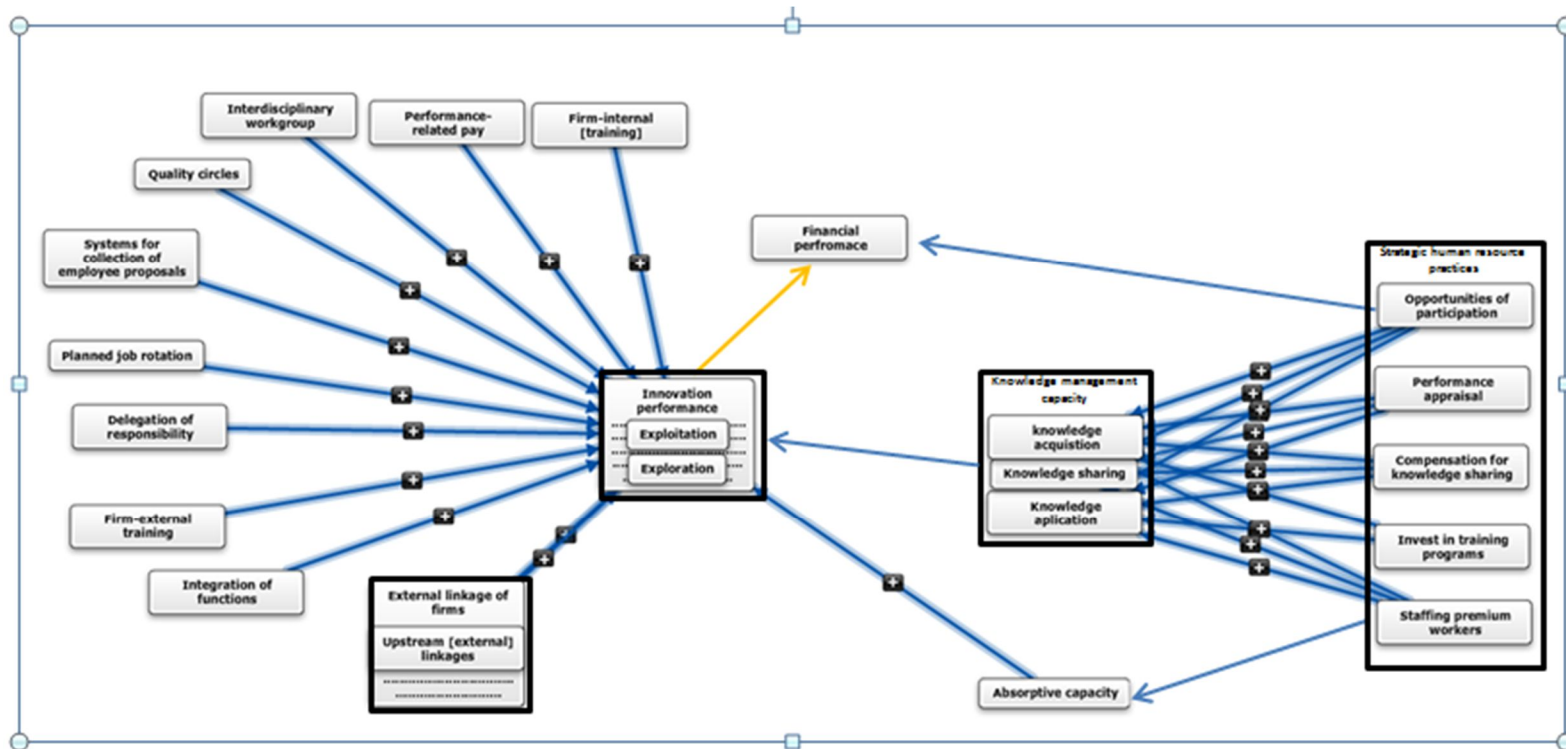 Interdisciplinary
workgroup
Performance-
related pay
Firm-internal
[training]
Quality circles
Systems for
collection of
employee proposals
Planned job rotation
Delegation of
responsibility
Firm-external
training
Integration of
functions
External linkage of
firms
Upstream [external]
linkages
Innovation
performance
Exploitation
Exploration
Financial
perfromace
Knowledge management
capacity
knowledge
acquistion
Knowledge sharing
Knowledge
aplication
Absorptive capacity
Strategic human resource
practices
Opportunities of
participation
Performance
appraisal
Compensation for
knowledge sharing
Invest in training
programs
Staffing premium
workers